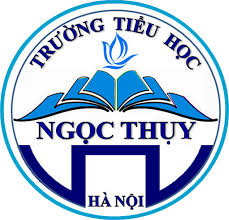 TRƯỜNG TIỂU HỌC
NGỌC THỤY
HÀ NỘI